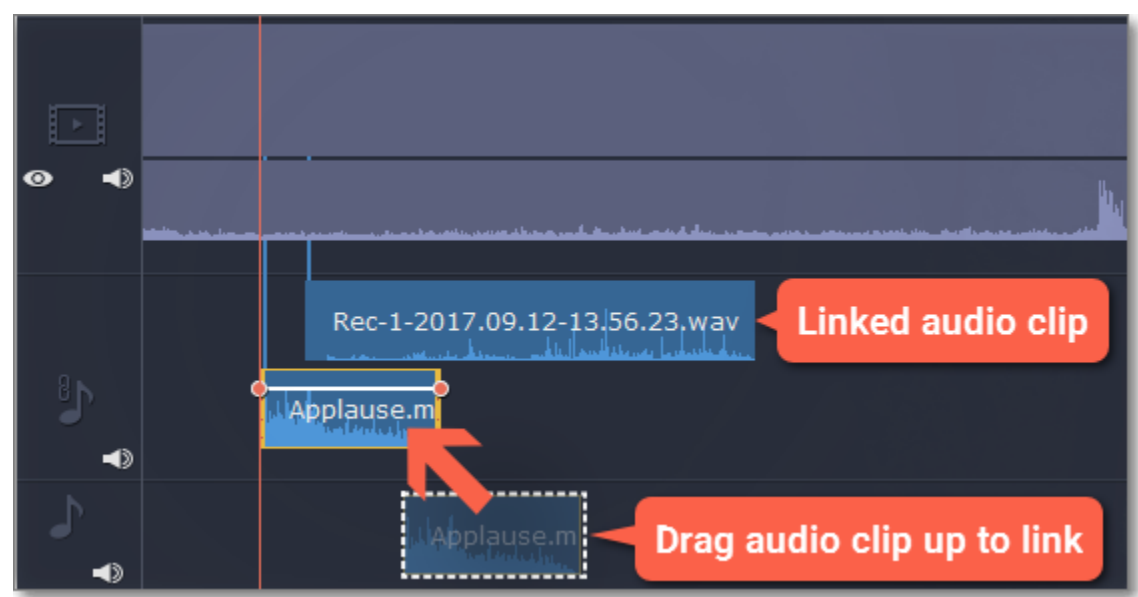 Rec-1-2017.09.12-13.56.23.wav
Linked audio clip
Applause.m
Applause.m
Drag audio clip up to link